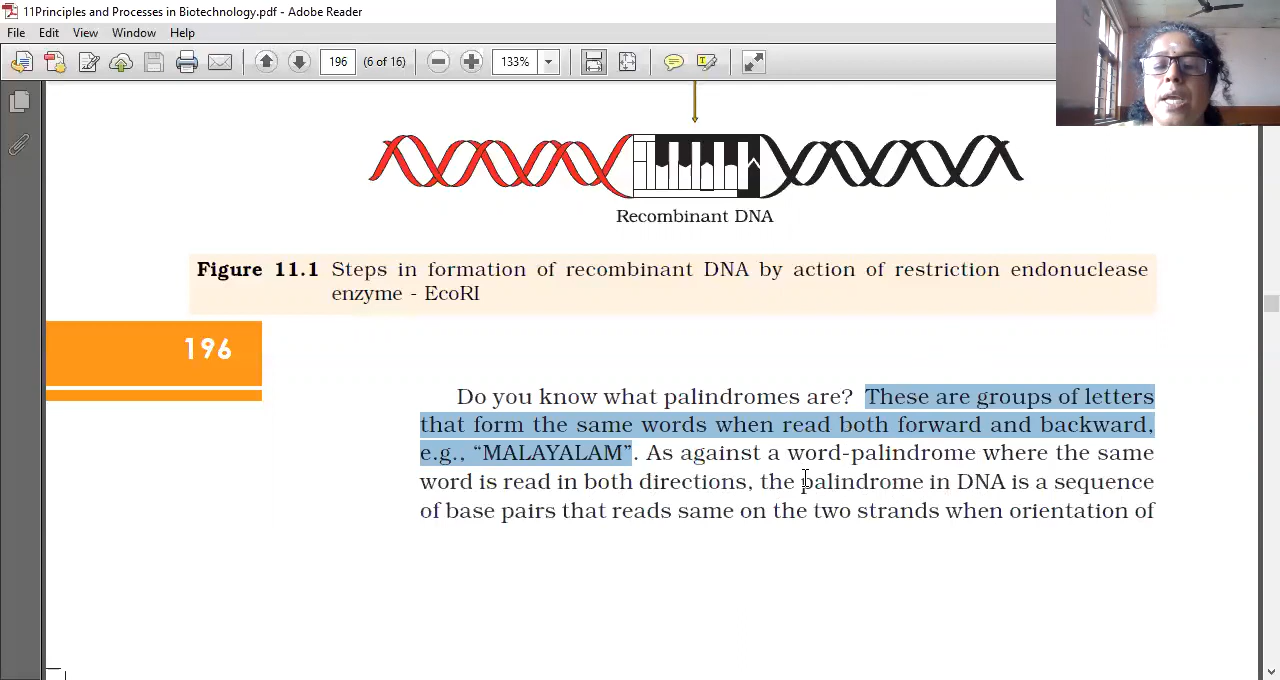 11Principles and Processes in Biotechnology.pdf - Adobe Reader
File Edit View Window Help
196 (6 of 16) 133%
Recombinant DNA
Figure 11.1 Steps in formation of recombinant DNA by action of restriction endonuclease
enzyme - EcoRI
196
Do you know what palindromes are? These are groups of letters
that form the same words when read both forward and backward,
e.g., “MALAYALAM”. As against a word-palindrome where the same
word is read in both directions, the palindrome in DNA is a sequence
of base pairs that reads same on the two strands when orientation of